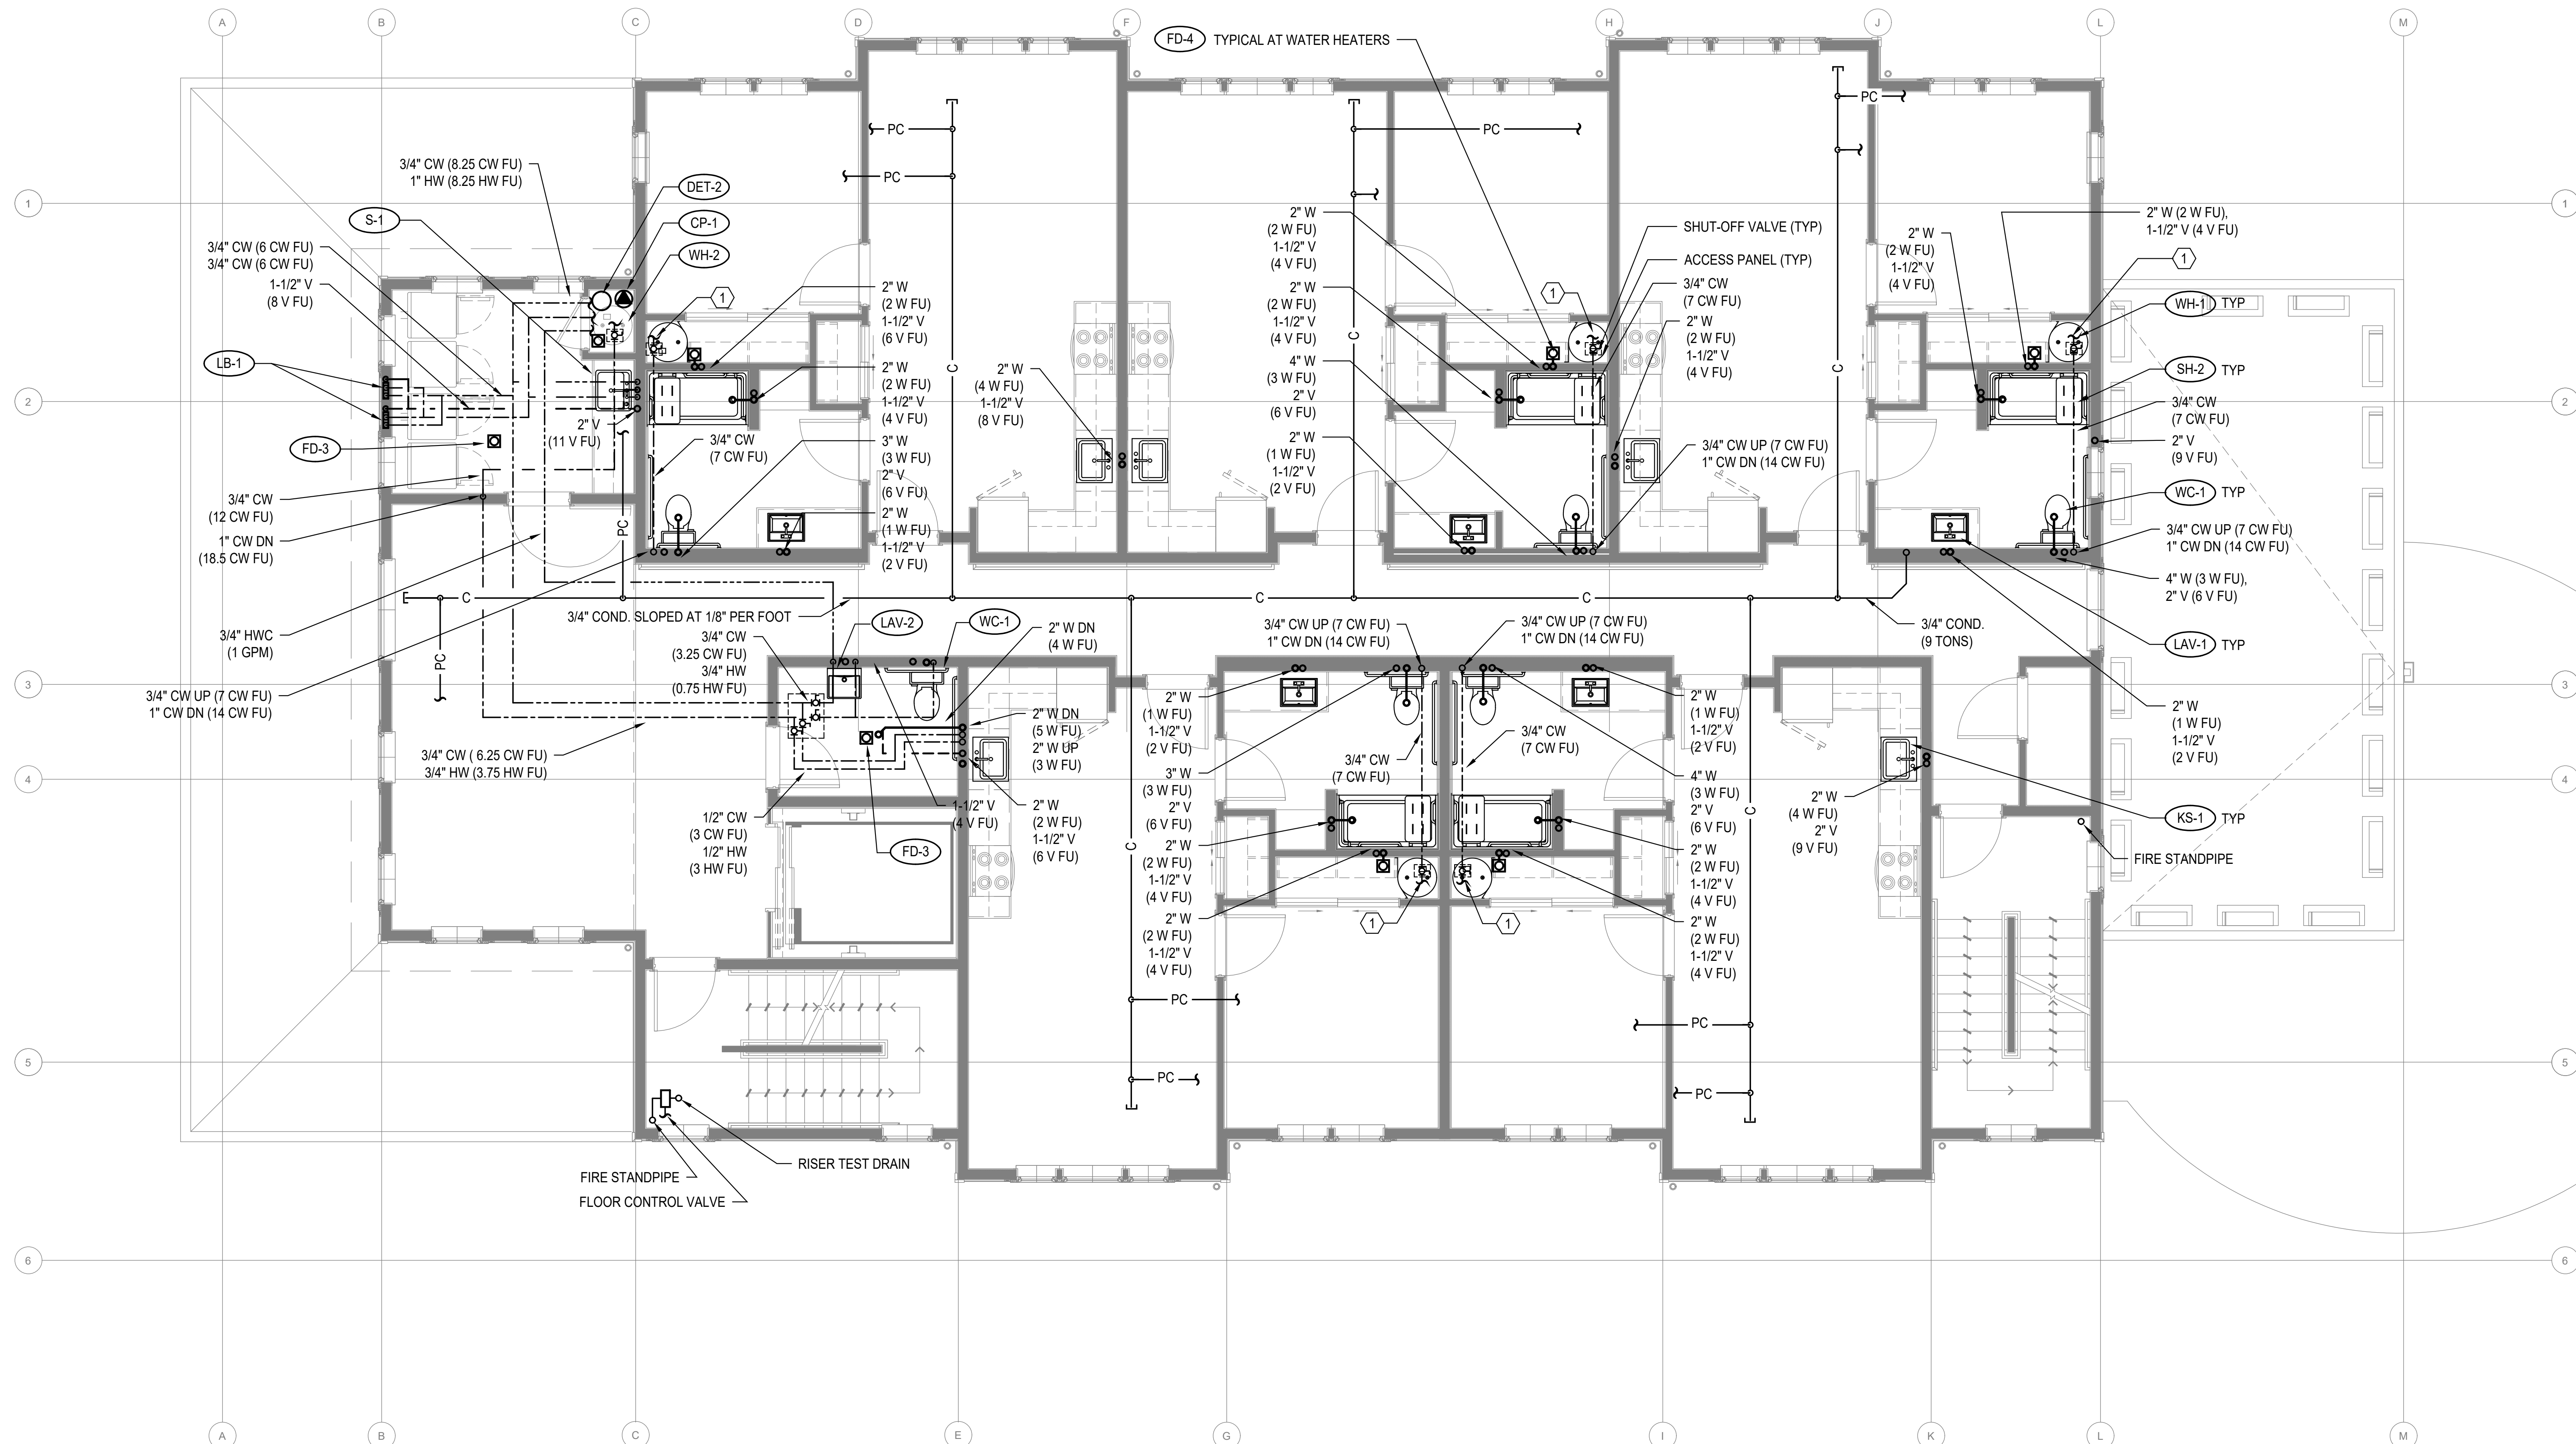 A
B
C
D
F
H
J
L
M
FD-4
TYPICAL AT WATER HEATERS
PC
PC
PC
PC
3/4" CW (8.25 CW FU)
1" HW (8.25 HW FU)
DET-2
S-1
CP-1
1
1
3/4" CW (6 CW FU)
3/4" CW (6 CW FU)
1-1/2" V
(8 V FU)
WH-2
1
2" W
(2 W FU)
1-1/2" V
(6 V FU)
2" W
(2 W FU)
1-1/2" V
(4 V FU)
2" W
(2 W FU)
1-1/2" V
(4 V FU)
SHUT-OFF VALVE (TYP)
ACCESS PANEL (TYP)
1
3/4" CW
(7 CW FU)
2" W
(2 W FU)
1-1/2" V
(4 V FU)
2" W
(2 W FU)
1-1/2" V
(4 V FU)
2" W (2 W FU),
1-1/2" V (4 V FU)
1
WH-1 TYP
C
C
C
LB-1
2
2
2" W
(2 W FU)
1-1/2" V
(4 V FU)
2" W
(4 W FU)
1-1/2" V
(8 V FU)
4" W
(3 W FU)
2" V
(6 V FU)
SH-2 TYP
3/4" CW
(7 CW FU)
2" V
(11 V FU)
FD-3
3/4" CW
(7 CW FU)
3" W
(3 W FU)
2" V
(6 V FU)
2" W
(1 W FU)
1-1/2" V
(2 V FU)
3/4" CW UP (7 CW FU)
1" CW DN (14 CW FU)
2" V
(9 V FU)
WC-1 TYP
3/4" CW
(12 CW FU)
1" CW DN
(18.5 CW FU)
PC
2" W
(1 W FU)
1-1/2" V
(2 V FU)
3/4" CW UP (7 CW FU)
1" CW DN (14 CW FU)
4" W (3 W FU),
2" V (6 V FU)
C
C
C
3/4" COND. SLOPED AT 1/8" PER FOOT
LAV-2
WC-1
3/4" HWC
(1 GPM)
PC
3/4" CW
(3.25 CW FU)
3/4" HW
(0.75 HW FU)
2" W DN
(4 W FU)
3/4" CW UP (7 CW FU)
1" CW DN (14 CW FU)
3/4" CW UP (7 CW FU)
1" CW DN (14 CW FU)
3/4" COND.
(9 TONS)
LAV-1 TYP
3
3
3/4" CW UP (7 CW FU)
1" CW DN (14 CW FU)
2" W DN
(5 W FU)
2" W UP
(3 W FU)
2" W
(1 W FU)
1-1/2" V
(2 V FU)
2" W
(1 W FU)
1-1/2" V
(2 V FU)
2" W
(1 W FU)
1-1/2" V
(2 V FU)
3/4" CW ( 6.25 CW FU)
3/4" HW (3.75 HW FU)
3/4" CW
(7 CW FU)
3/4" CW
(7 CW FU)
4
4
3" W
(3 W FU)
2" V
(6 V FU)
4" W
(3 W FU)
2" V
(6 V FU)
1/2" CW
(3 CW FU)
1/2" HW
(3 HW FU)
1-1/2" V
(4 V FU)
2" W
(2 W FU)
1-1/2" V
(6 V FU)
2" W
(4 W FU)
2" V
(9 V FU)
KS-1 TYP
C
C
FD-3
2" W
(2 W FU)
1-1/2" V
(4 V FU)
2" W
(2 W FU)
1-1/2" V
(4 V FU)
FIRE STANDPIPE
2" W
(2 W FU)
1-1/2" V
(4 V FU)
1
1
2" W
(2 W FU)
1-1/2" V
(4 V FU)
PC
PC
5
5
PC
PC
RISER TEST DRAIN
FIRE STANDPIPE
FLOOR CONTROL VALVE
6
6
A
B
C
E
G
I
K
L
M